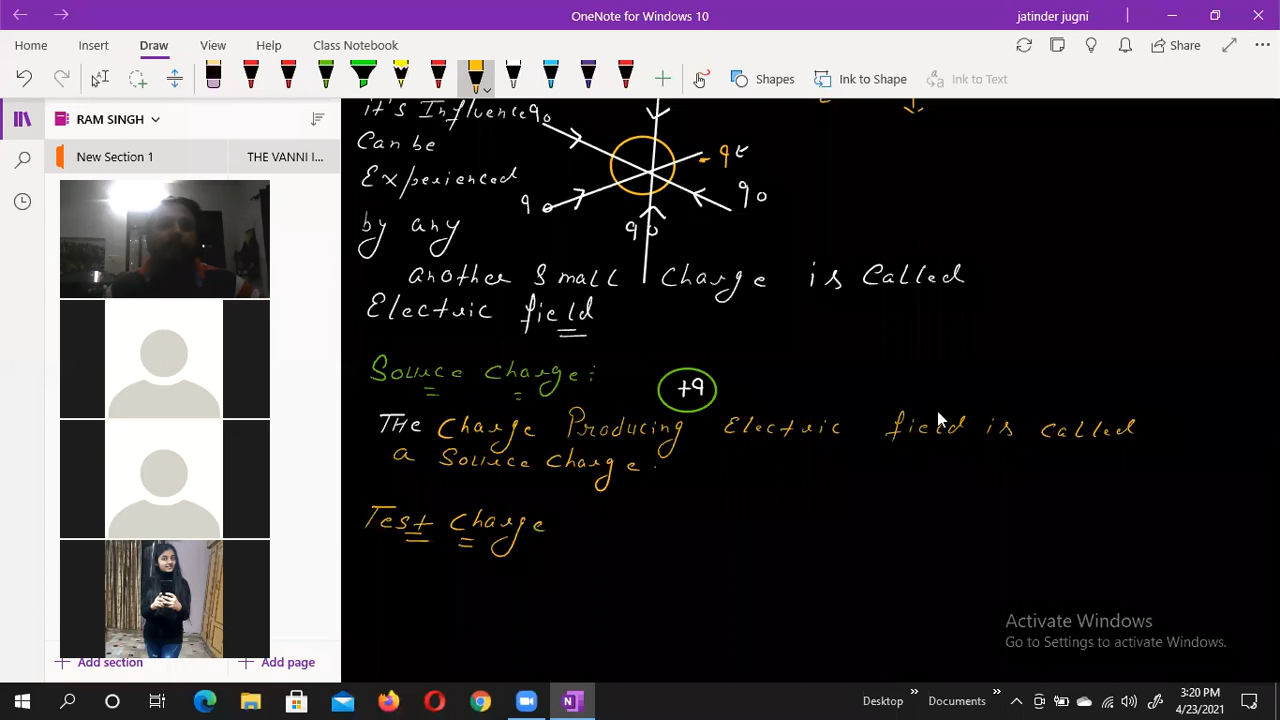 OneNote for Windows 10
jatinder jugni
Home Insert Draw View Help Class Notebook
Share
Shapes Ink to Shape Ink to Text
RAM SINGH
New Section 1
THE VANNI I...
it's Influence q0
Can be
Experienced
by any
q0
q0
q0
another Small Charge is Called
Electric field
Source Charge:
+q
THe Charge Producing Electric field is called
a Source Charge.
Test Charge
Activate Windows
Go to Settings to activate Windows.
Add section
Add page
Desktop
Documents
3:20 PM
4/23/2021